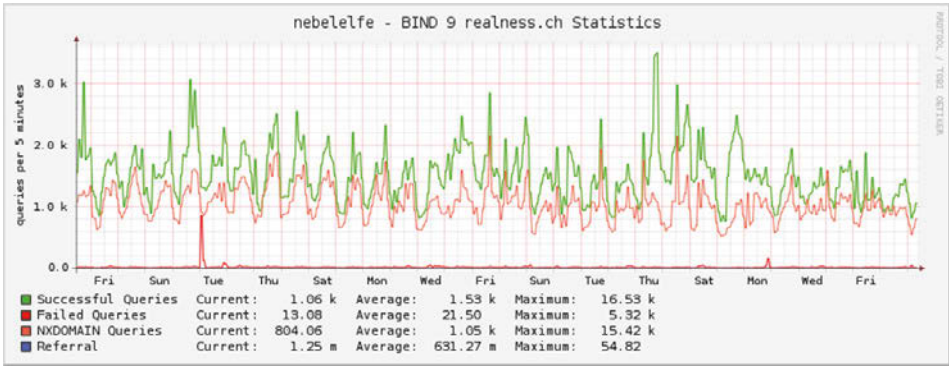 nebelelfe - BIND 9 realness.ch Statistics
RRDTOOL / TOBI OETIKER
queries per 5 minutes
3.0 k
2.0 k
1.0 k
0.0
Fri Sun Tue Thu Sat Mon Wed Fri Sun Tue Thu Sat Mon Wed Fri
Successful Queries Current: 1.06 k Average: 1.53 k Maximum: 16.53 k
Failed Queries Current: 13.08 Average: 21.50 Maximum: 5.32 k
NXDOMAIN Queries Current: 804.06 Average: 1.05 k Maximum: 15.42 k
Referral Current: 1.25 m Average: 631.27 m Maximum: 54.82